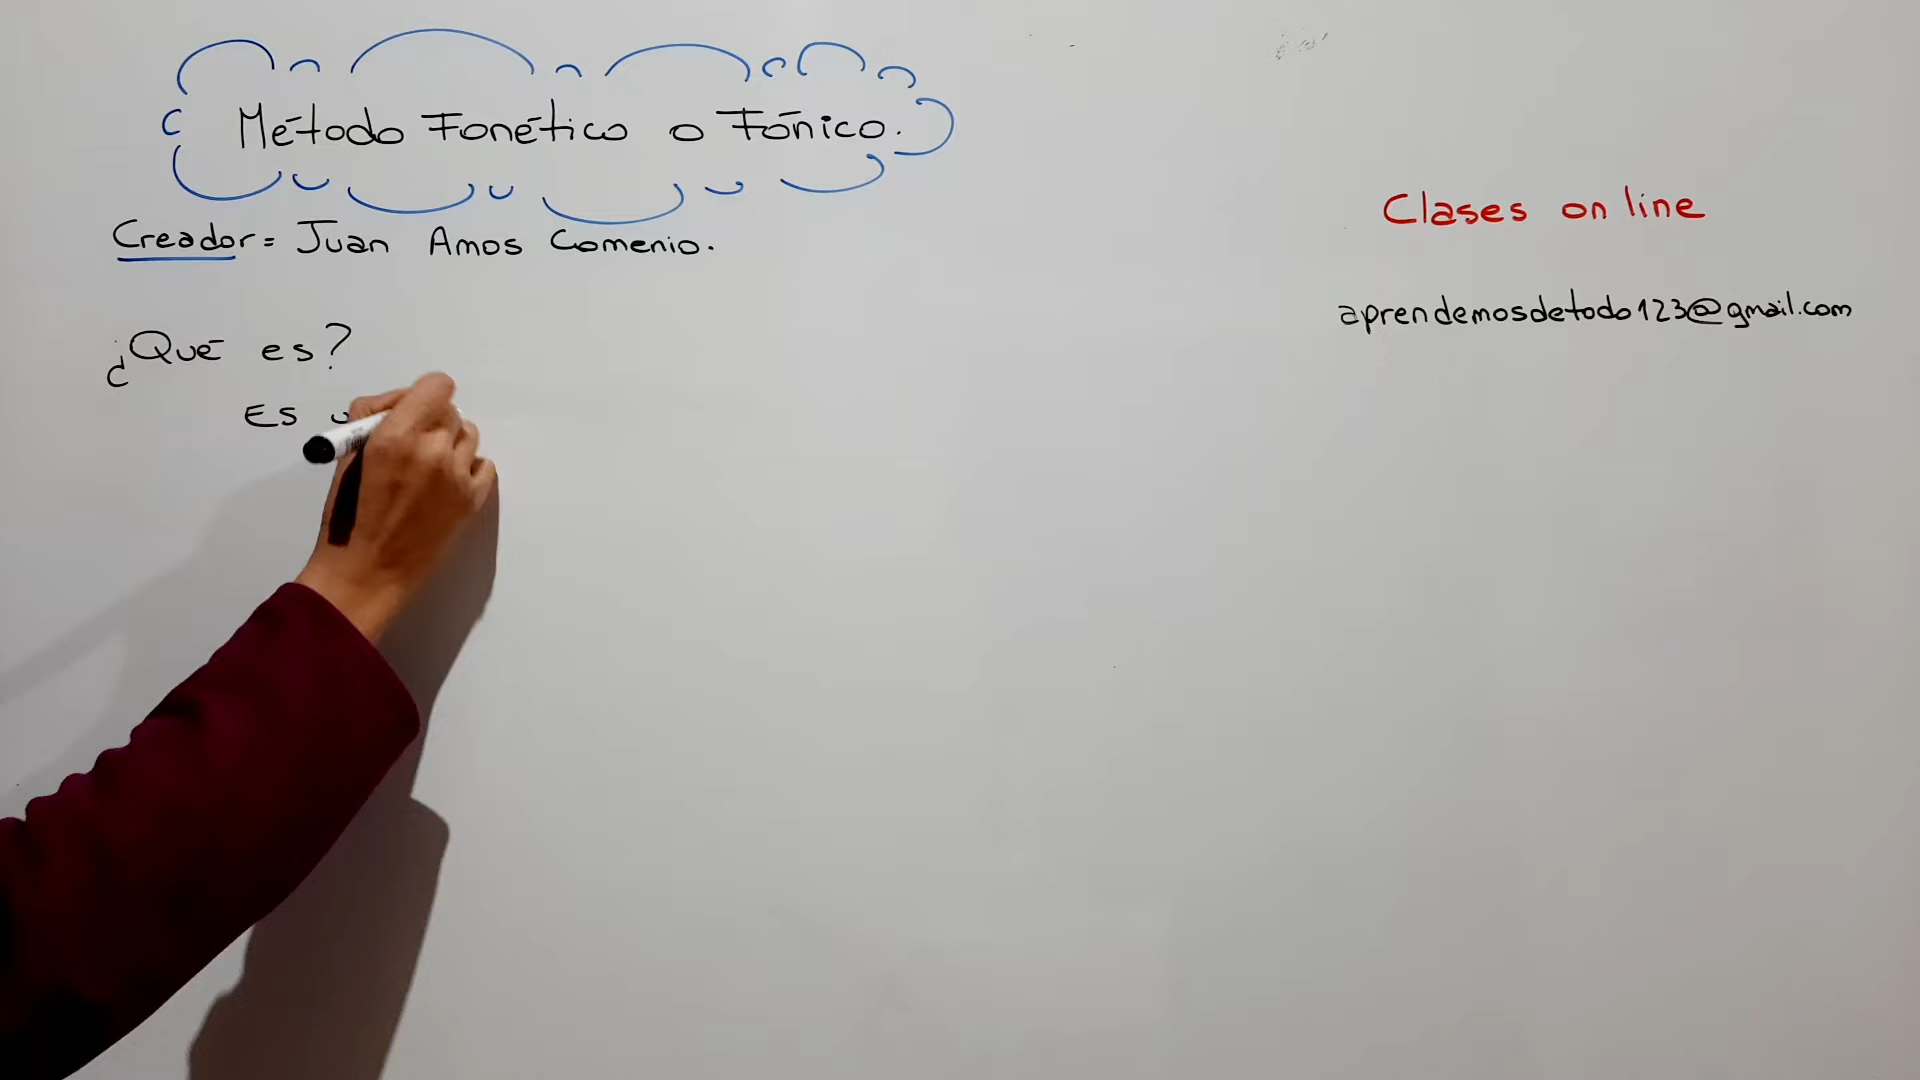 Método Fonético o Fónico.
Creador = Juan Amos Comenio.
¿Qué es?
Es
Clases on line
aprendemosdetodo123@gmail.com